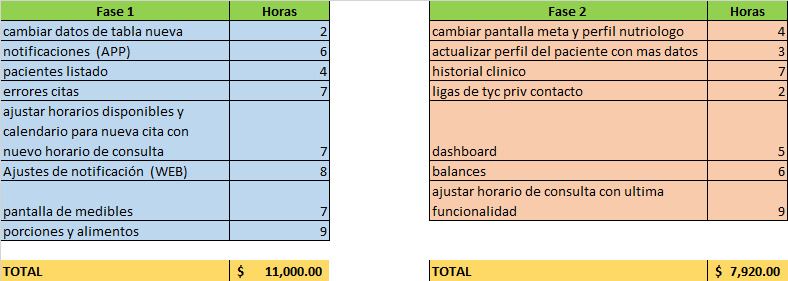 Fase 1 Horas
cambiar datos de tabla nueva 2
notificaciones (APP) 6
pacientes listado 4
errores citas 7
ajustar horarios disponibles y
calendario para nueva cita con
nuevo horario de consulta 7
Ajustes de notificación (WEB) 8
pantalla de medibles 7
porciones y alimentos 9
TOTAL $ 11,000.00
Fase 2 Horas
cambiar pantalla meta y perfil nutriologo 4
actualizar perfil del paciente con mas datos 3
historial clinico 7
ligas de tyc priv contacto 2
dashboard 5
balances 6
ajustar horario de consulta con ultima
funcionalidad 9
TOTAL $ 7,920.00